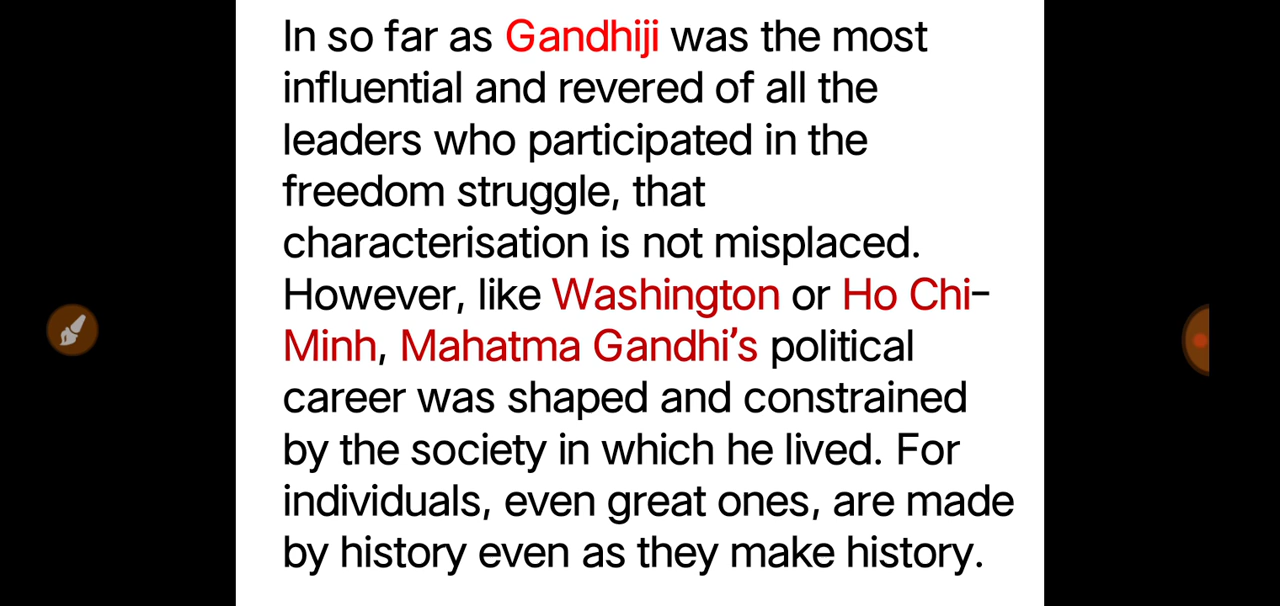 In so far as Gandhiji was the most
influential and revered of all the
leaders who participated in the
freedom struggle, that
characterisation is not misplaced.
However, like Washington or Ho Chi-
Minh, Mahatma Gandhi’s political
career was shaped and constrained
by the society in which he lived. For
individuals, even great ones, are made
by history even as they make history.